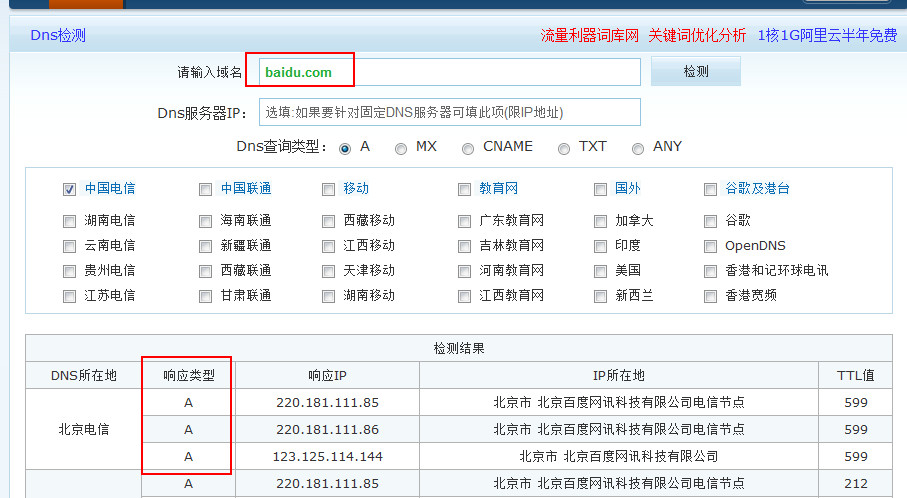 Dns检测 流量利器词库网 关键词优化分析 1核1G阿里云半年免费
请输入域名 baidu.com 检测
Dns服务器IP: 选填:如果要针对固定DNS服务器可填此项(限IP地址)
Dns查询类型: A MX CNAME TXT ANY
中国电信 中国联通 移动 教育网 国外 谷歌及港台
湖南电信 海南联通 西藏移动 广东教育网 加拿大 谷歌
云南电信 新疆联通 江西移动 吉林教育网 印度 OpenDNS
贵州电信 西藏联通 天津移动 河南教育网 美国 香港和记环球电讯
江苏电信 甘肃联通 湖南移动 江西教育网 新西兰 香港宽频
检测结果
DNS所在地 响应类型 响应IP IP所在地 TTL值
A 220.181.111.85 北京市 北京百度网讯科技有限公司电信节点 599
北京电信 A 220.181.111.86 北京市 北京百度网讯科技有限公司电信节点 599
A 123.125.114.144 北京市 北京百度网讯科技有限公司 599
A 220.181.111.85 北京市 北京百度网讯科技有限公司电信节点 212